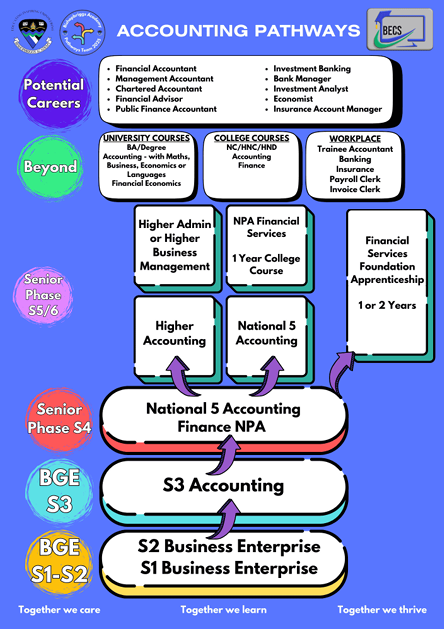 ACCOUNTING PATHWAYS
BECS
Potential
Careers
• Financial Accountant
• Management Accountant
• Chartered Accountant
• Financial Advisor
• Public Finance Accountant
• Investment Banking
• Bank Manager
• Investment Analyst
• Economist
• Insurance Account Manager
Beyond
UNIVERSITY COURSES
BA/Degree
Accounting - with Maths,
Business, Economics or
Languages
Financial Economics
COLLEGE COURSES
NC/HNC/HND
Accounting
Finance
WORKPLACE
Trainee Accountant
Banking
Insurance
Payroll Clerk
Invoice Clerk
Senior
Phase
S5/6
Higher Admin
or Higher
Business
Management
NPA Financial
Services
1 Year College
Course
Financial
Services
Foundation
Apprenticeship
1 or 2 Years
Higher
Accounting
National 5
Accounting
Senior
Phase S4
National 5 Accounting
Finance NPA
BGE
S3
S3 Accounting
BGE
S1-S2
S2 Business Enterprise
S1 Business Enterprise
Together we care
Together we learn
Together we thrive